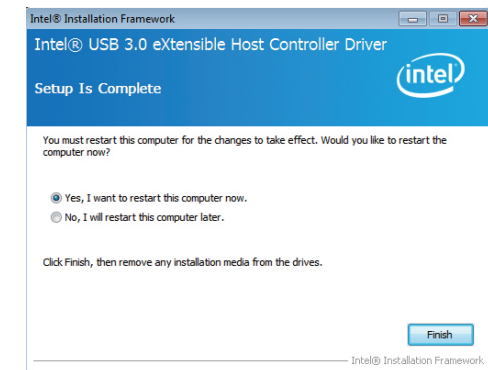 Intel® Installation Framework
Intel® USB 3.0 eXtensible Host Controller Driver
intel
Setup Is Complete
You must restart this computer for the changes to take effect. Would you like to restart the
computer now?
Yes, I want to restart this computer now.
No, I will restart this computer later.
Click Finish, then remove any installation media from the drives.
Finish
Intel® Installation Framework